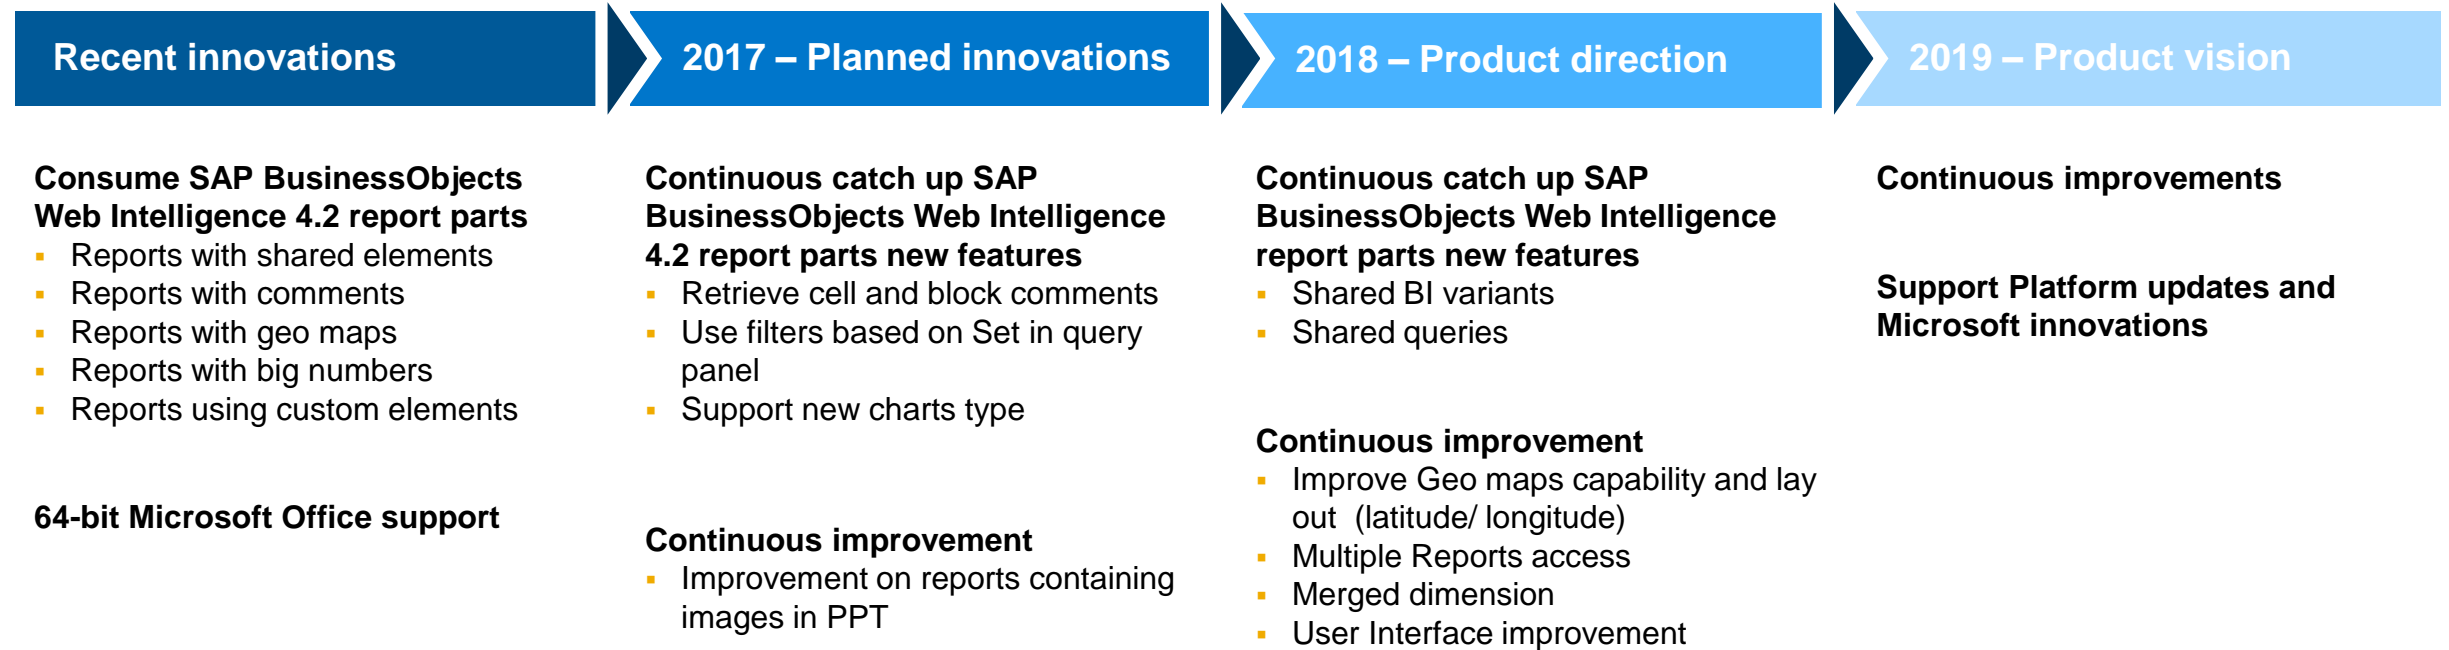 Recent innovations
2017 – Planned innovations
2018 – Product direction
2019 – Product vision
Consume SAP BusinessObjects
Web Intelligence 4.2 report parts
▪ Reports with shared elements
▪ Reports with comments
▪ Reports with geo maps
▪ Reports with big numbers
▪ Reports using custom elements
64-bit Microsoft Office support
Continuous catch up SAP
BusinessObjects Web Intelligence
4.2 report parts new features
▪ Retrieve cell and block comments
▪ Use filters based on Set in query
panel
▪ Support new charts type
Continuous improvement
▪ Improvement on reports containing
images in PPT
Continuous catch up SAP
BusinessObjects Web Intelligence
report parts new features
▪ Shared BI variants
▪ Shared queries
Continuous improvement
▪ Improve Geo maps capability and lay
out (latitude/ longitude)
▪ Multiple Reports access
▪ Merged dimension
▪ User Interface improvement
Continuous improvements
Support Platform updates and
Microsoft innovations